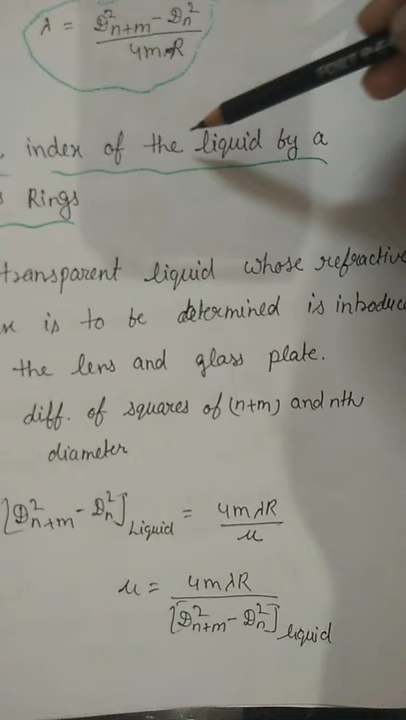 λ = D²n+m − D²n / 4mR
index of the liquid by a
Rings
transparent liquid whose refractive
is to be determined is introduc
the lens and glass plate.
diff. of squares of (n+m) and nth
diameter
[D²n+m − D²n] Liquid = 4mλR / μ
μ = 4mλR / [D²n+m − D²n] liquid